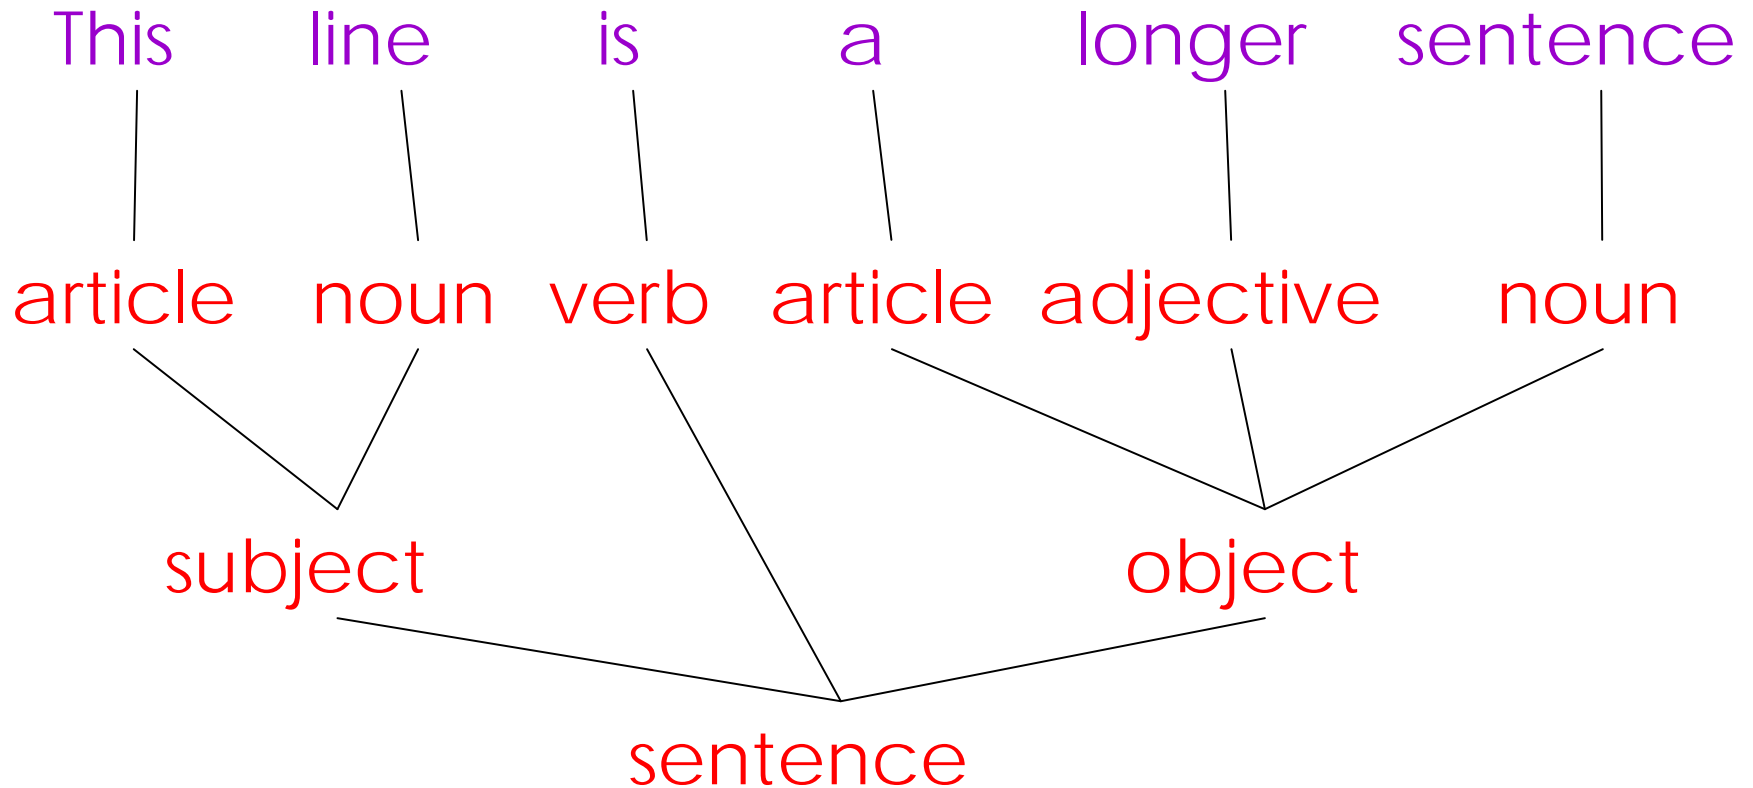 This line is a longer sentence
article noun verb article adjective noun
subject object
sentence